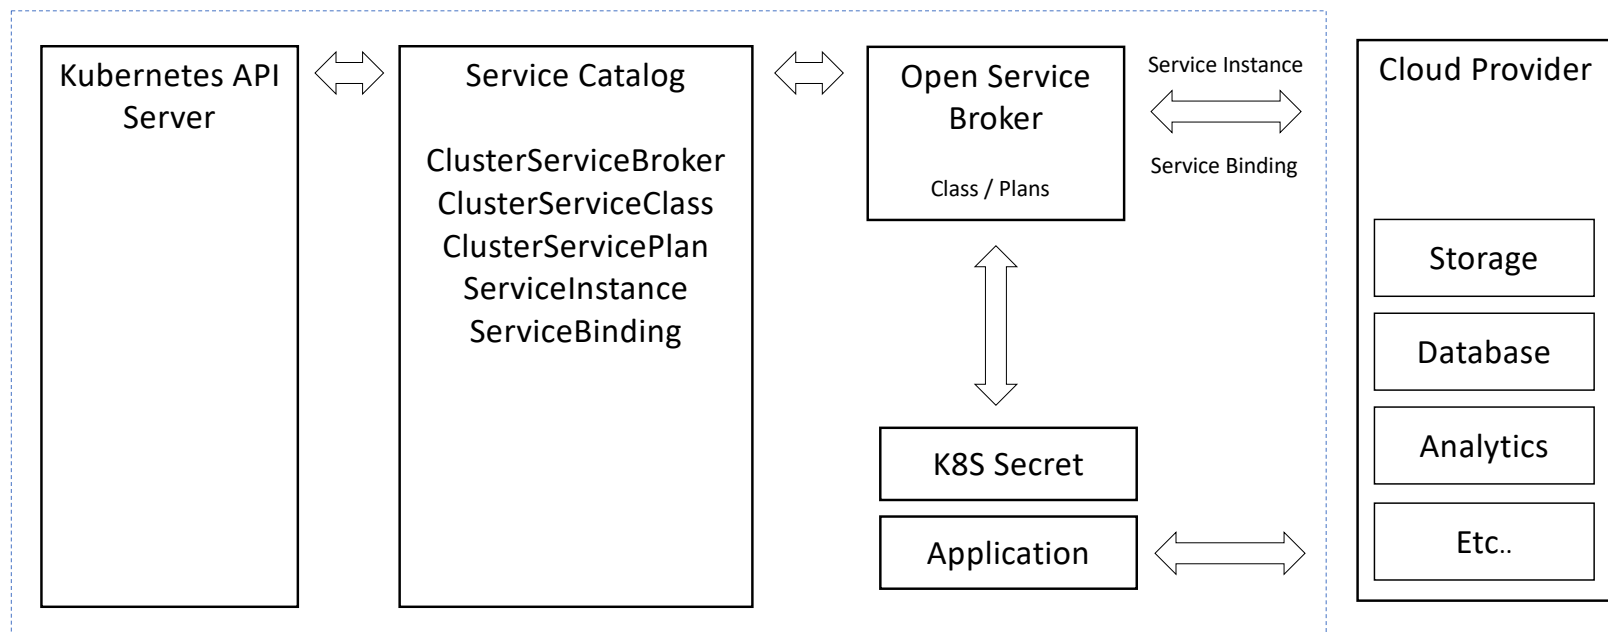 Kubernetes API
Server
Service Catalog
ClusterServiceBroker
ClusterServiceClass
ClusterServicePlan
ServiceInstance
ServiceBinding
Open Service
Broker
Class / Plans
Service Instance
Service Binding
K8S Secret
Application
Cloud Provider
Storage
Database
Analytics
Etc..